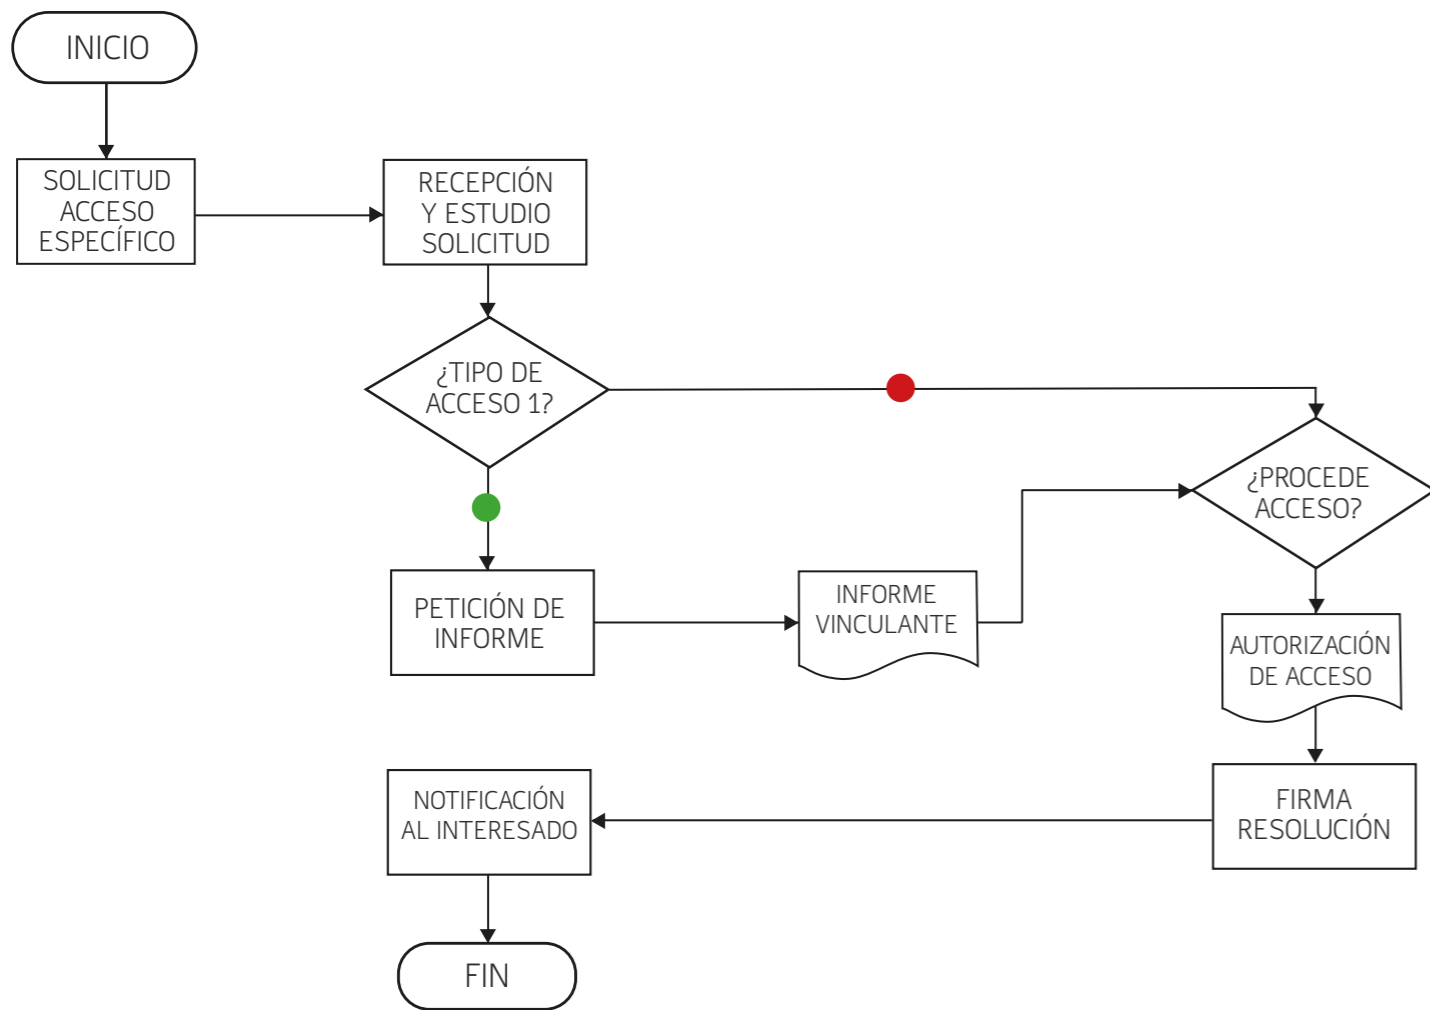 INICIO
SOLICITUD
ACCESO
ESPECÍFICO
RECEPCIÓN
Y ESTUDIO
SOLICITUD
¿TIPO DE
ACCESO 1?
¿PROCEDE
ACCESO?
PETICIÓN DE
INFORME
INFORME
VINCULANTE
AUTORIZACIÓN
DE ACCESO
FIRMA
RESOLUCIÓN
NOTIFICACIÓN
AL INTERESADO
FIN